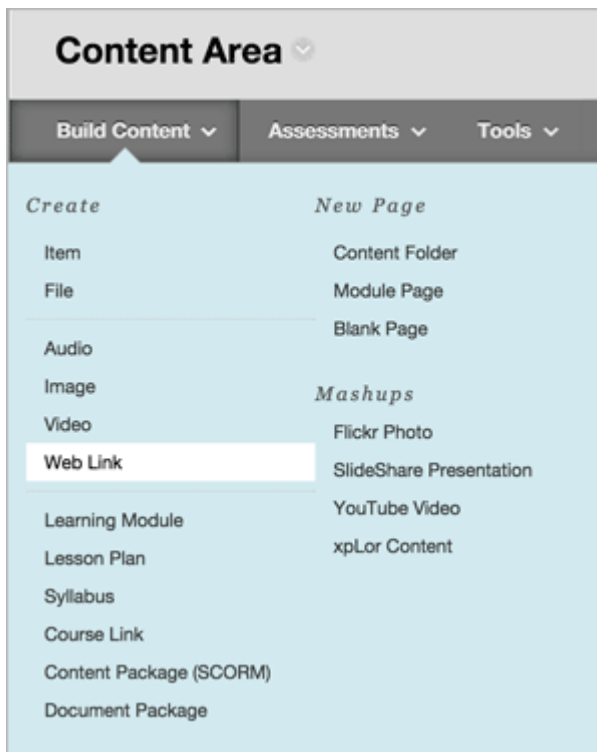 Content Area
Build Content
Assessments
Tools
Create
Item
File
Audio
Image
Video
Web Link
Learning Module
Lesson Plan
Syllabus
Course Link
Content Package (SCORM)
Document Package
New Page
Content Folder
Module Page
Blank Page
Mashups
Flickr Photo
SlideShare Presentation
YouTube Video
xpLor Content